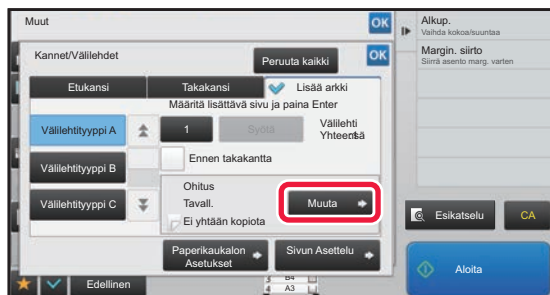 Muut
OK
Kannet/Välilehdet
Peruuta kaikki
OK
Etukansi
Takakansi
Lisää arkki
Määritä lisättävä sivu ja paina Enter
Välilehtityyppi A
1
Syötä
Välilehti
Yhteensä
Ennen takakantta
Välilehtityyppi B
Ohitus
Tavall.
Muuta
Ei yhtään kopiota
Välilehtityyppi C
Paperikaukalon
Asetukset
Sivun Asettelu
Edellinen
3 B4
4 A3
Alkup.
Vaihda kokoa/suuntaa
Margin. siirto
Siirrä asento marg. varten
Esikatselu
CA
Aloita